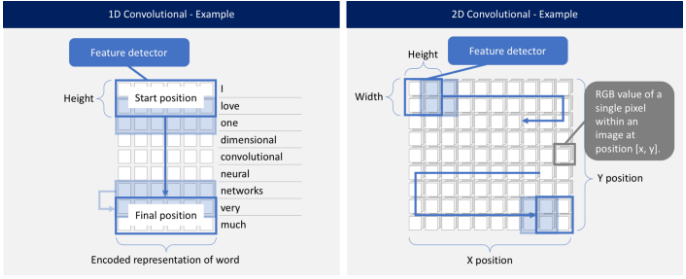 1D Convolutional - Example
Feature detector
Height
Start position
Final position
I
love
one
dimensional
convolutional
neural
networks
very
much
Encoded representation of word
2D Convolutional - Example
Height
Feature detector
Width
RGB value of a
single pixel
within an
image at
position [x, y].
Y position
X position